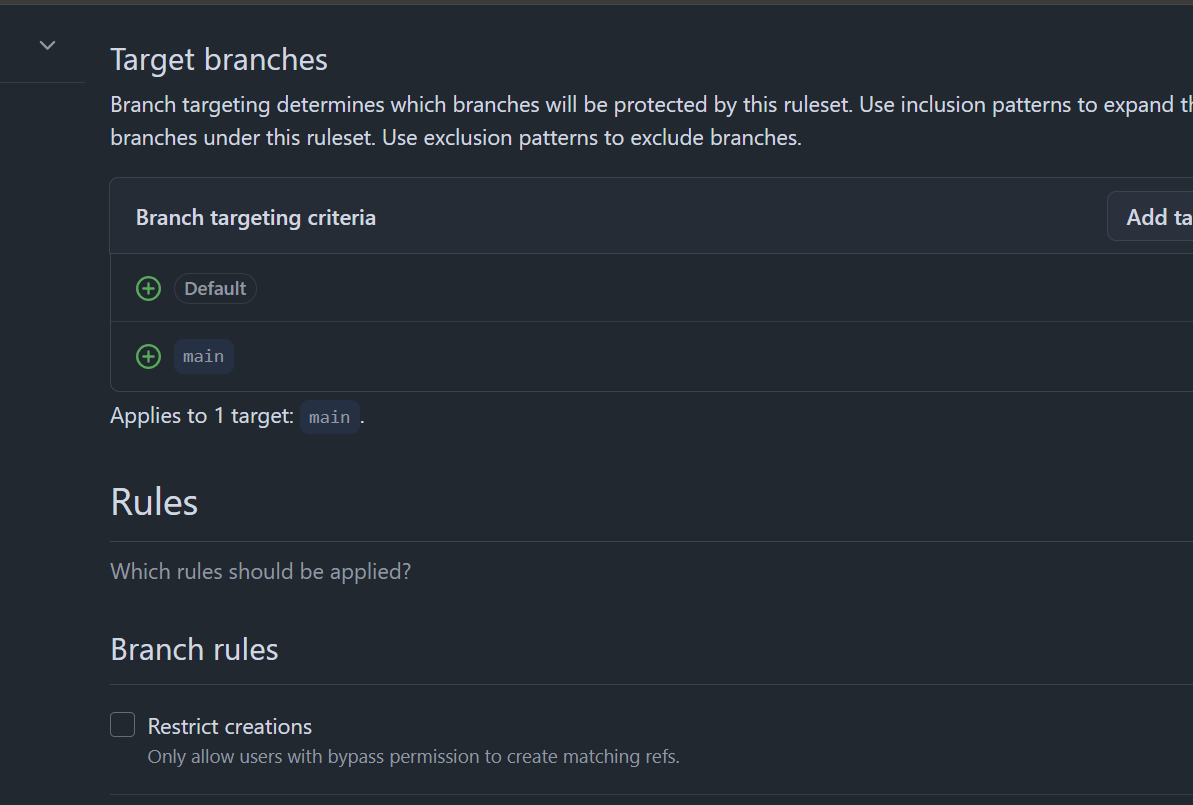 Target branches
Branch targeting determines which branches will be protected by this ruleset. Use inclusion patterns to expand
branches under this ruleset. Use exclusion patterns to exclude branches.
Branch targeting criteria
Add
Default
main
Applies to 1 target: main.
Rules
Which rules should be applied?
Branch rules
Restrict creations
Only allow users with bypass permission to create matching refs.